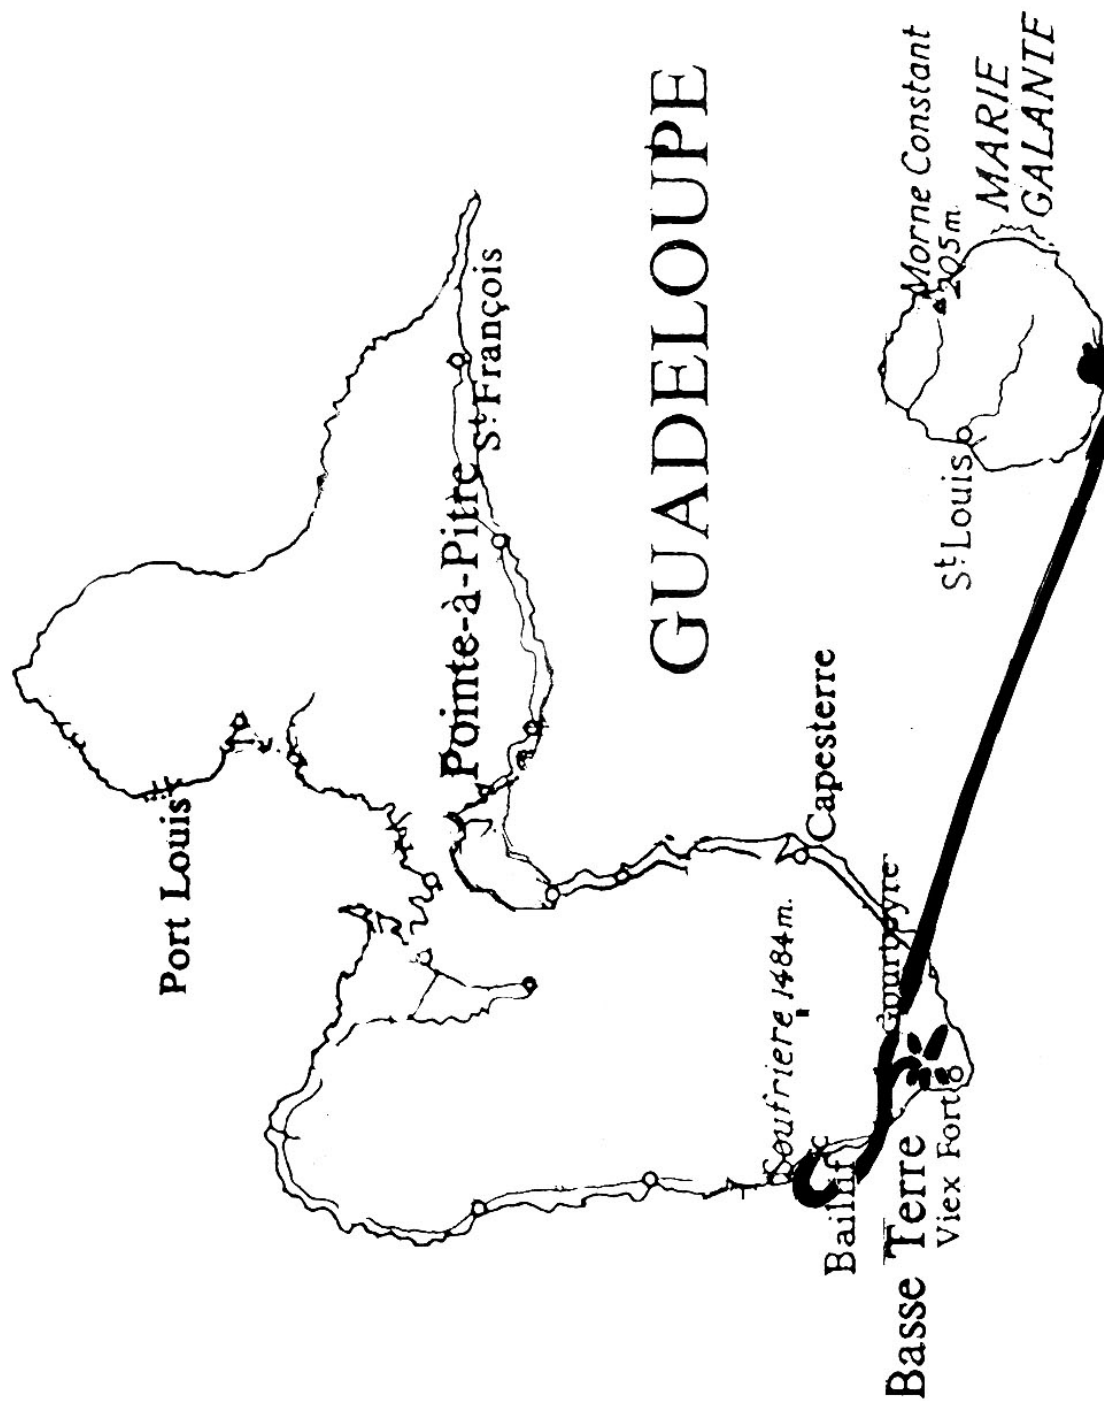 Port Louis
Pointe-à-Pitre
St François
GUADELOUPE
Morne Constant
205m
MARIE
GALANTE
St Louis
Capesterre
Gourbeyre
Soufriere 1484m.
Baillif
Basse Terre
Viex Fort